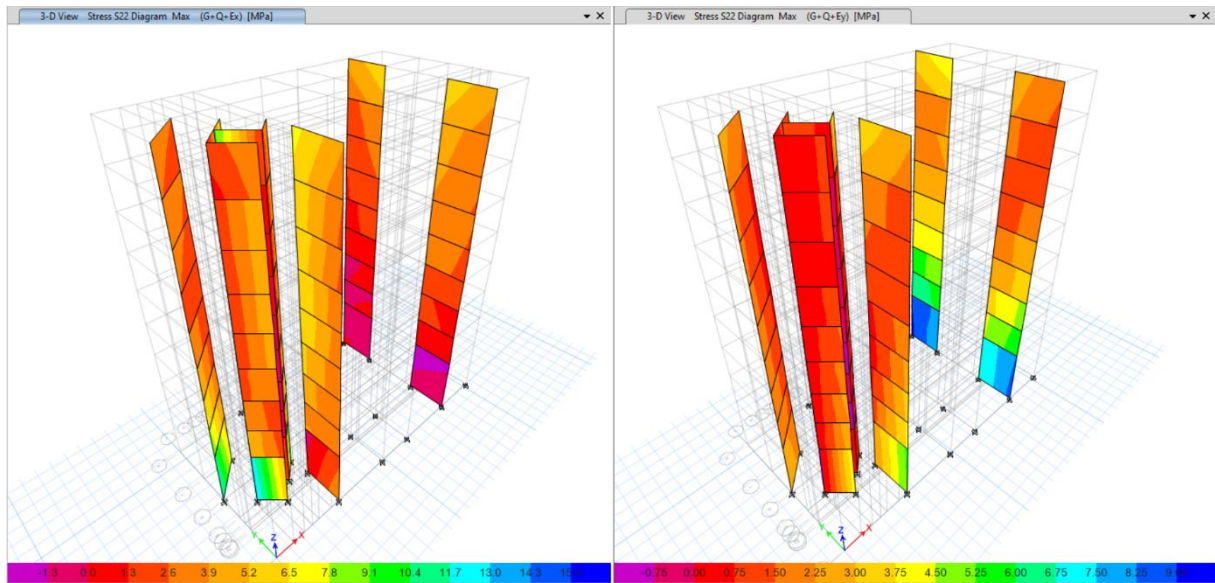 3-D View Stress S22 Diagram Max (G+Q+Ex) [MPa]
3-D View Stress S22 Diagram Max (G+Q+Ey) [MPa]
Y Z X
Y Z X
-1.3 0.0 1.3 2.6 3.9 5.2 6.5 7.8 9.1 10.4 11.7 13.0 14.3
-0.75 0.00 0.75 1.50 2.25 3.00 3.75 4.50 5.25 6.00 6.75 7.50 8.25